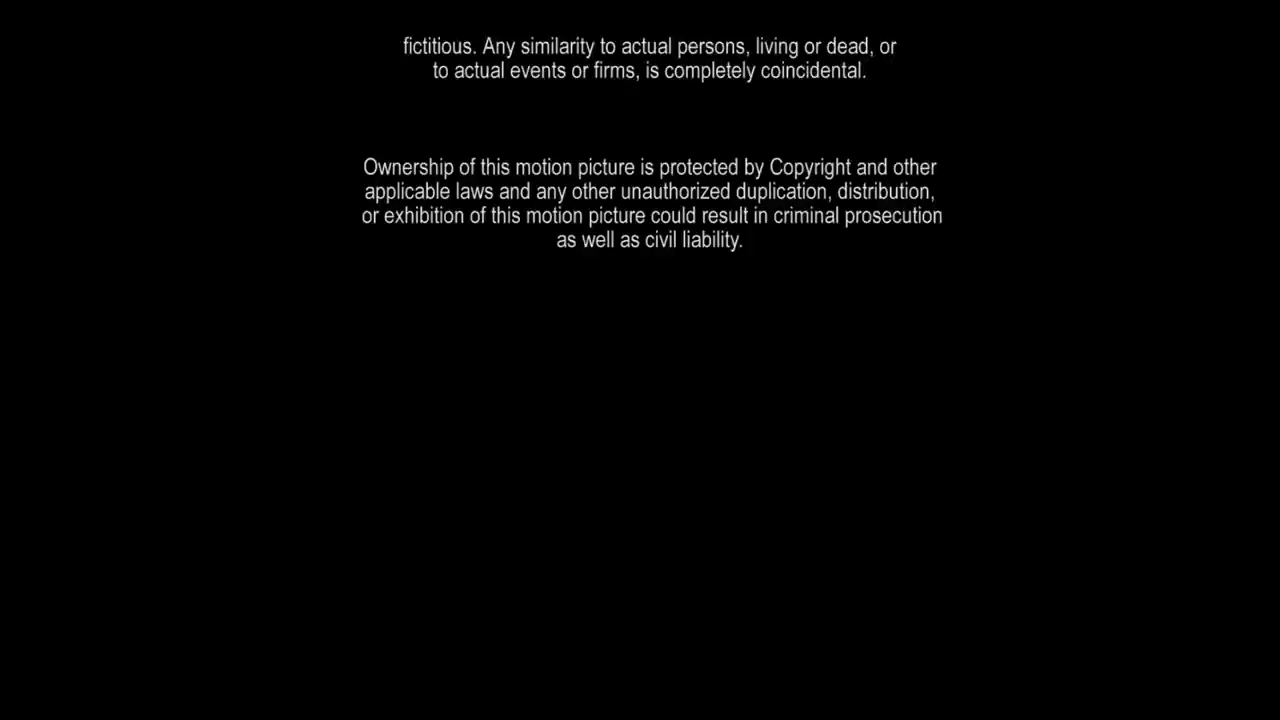 fictitious. Any similarity to actual persons, living or dead, or
to actual events or firms, is completely coincidental.
Ownership of this motion picture is protected by Copyright and other
applicable laws and any other unauthorized duplication, distribution,
or exhibition of this motion picture could result in criminal prosecution
as well as civil liability.